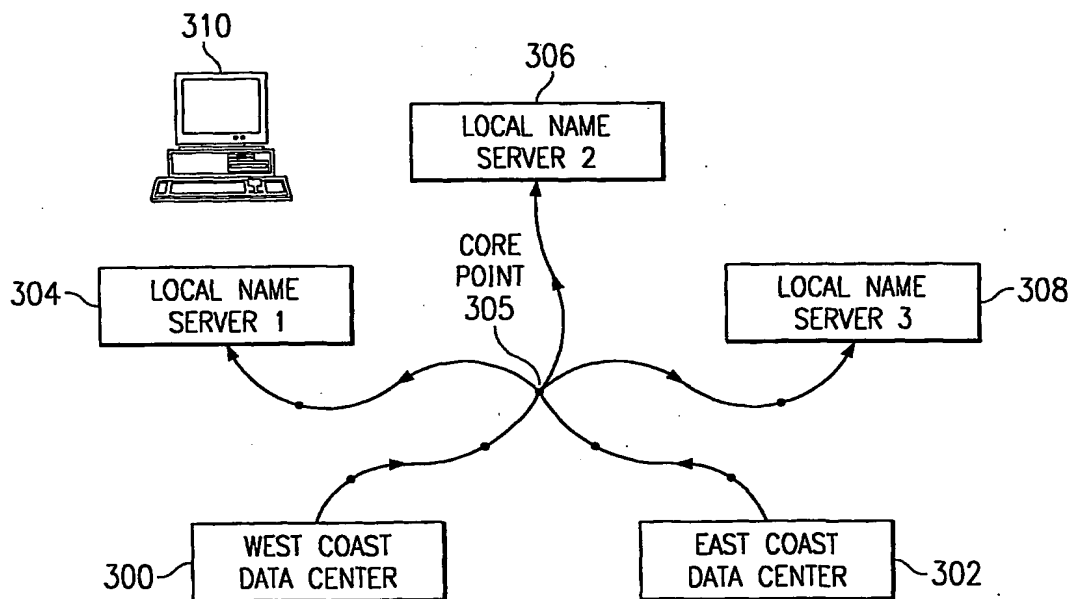 310
306
LOCAL NAME
SERVER 2
CORE
POINT
305
304
LOCAL NAME
SERVER 1
LOCAL NAME
SERVER 3
308
300
WEST COAST
DATA CENTER
EAST COAST
DATA CENTER
302